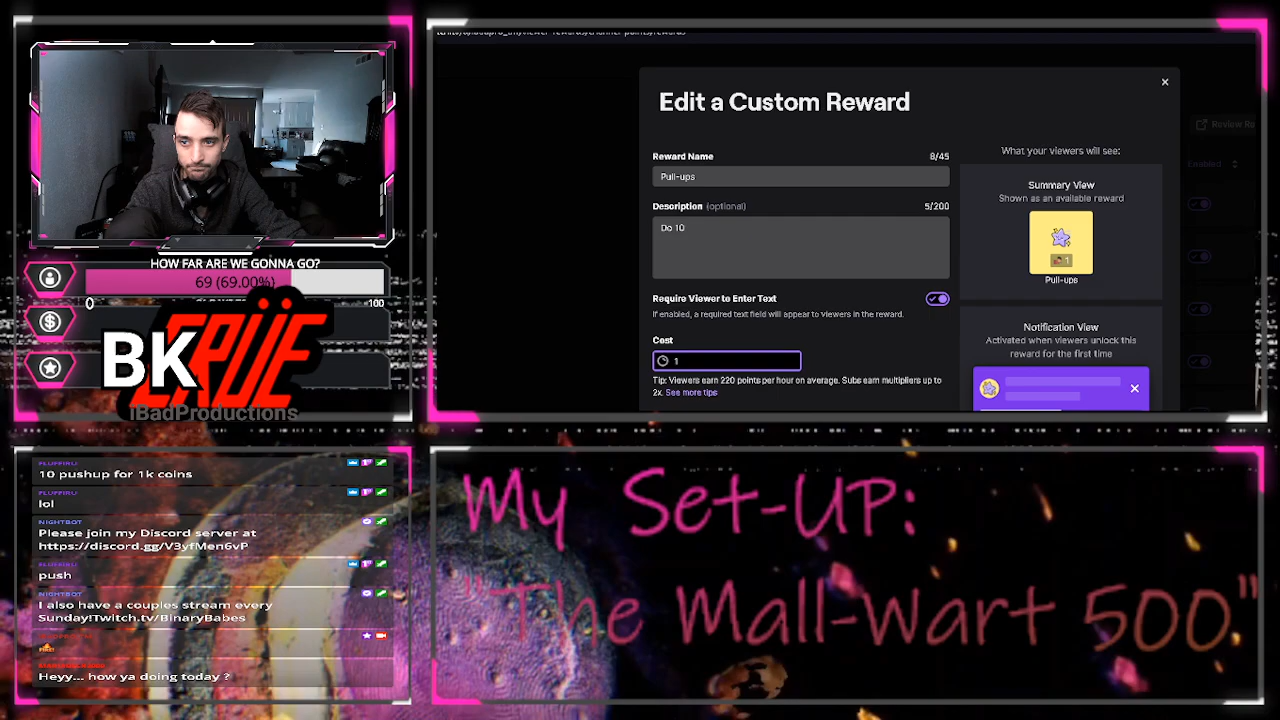 HOW FAR ARE WE GONNA GO?
69 (69.00%)
0
100
BK
CRÜE
iBadProductions
Edit a Custom Reward
Review Re
Reward Name
8/45
Pull-ups
Description (optional)
5/200
Do 10
Require Viewer to Enter Text
If enabled, a required text field will appear to viewers in the reward.
Cost
1
Tip: Viewers earn 220 points per hour on average. Subs earn multipliers up to
2x. See more tips
What your viewers will see:
Summary View
Shown as an available reward
1
Pull-ups
Notification View
Activated when viewers unlock this
reward for the first time
Enabled
10 pushup for 1k coins
lol
NIGHTBOT
Please join my Discord server at
https://discord.gg/V3yfMen6vP
push
NIGHTBOT
I also have a couples stream every
Sunday!Twitch.tv/BinaryBabes
Heyy... how ya doing today ?
My Set-UP:
"The Mal-Wart 500"